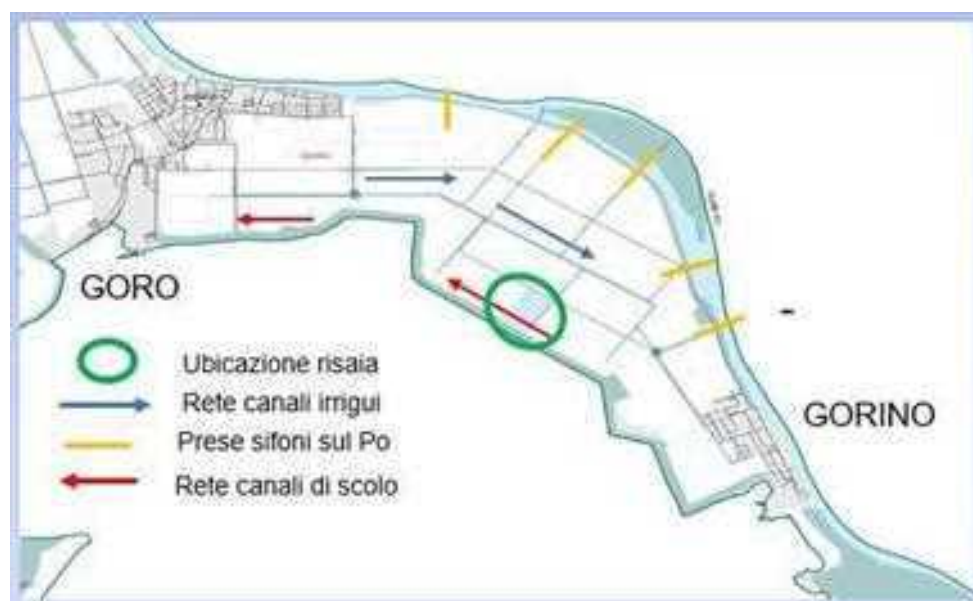 GORO
Ubicazione risaia
Rete canali irrigui
Prese sifoni sul Po
Rete canali di scolo
GORINO